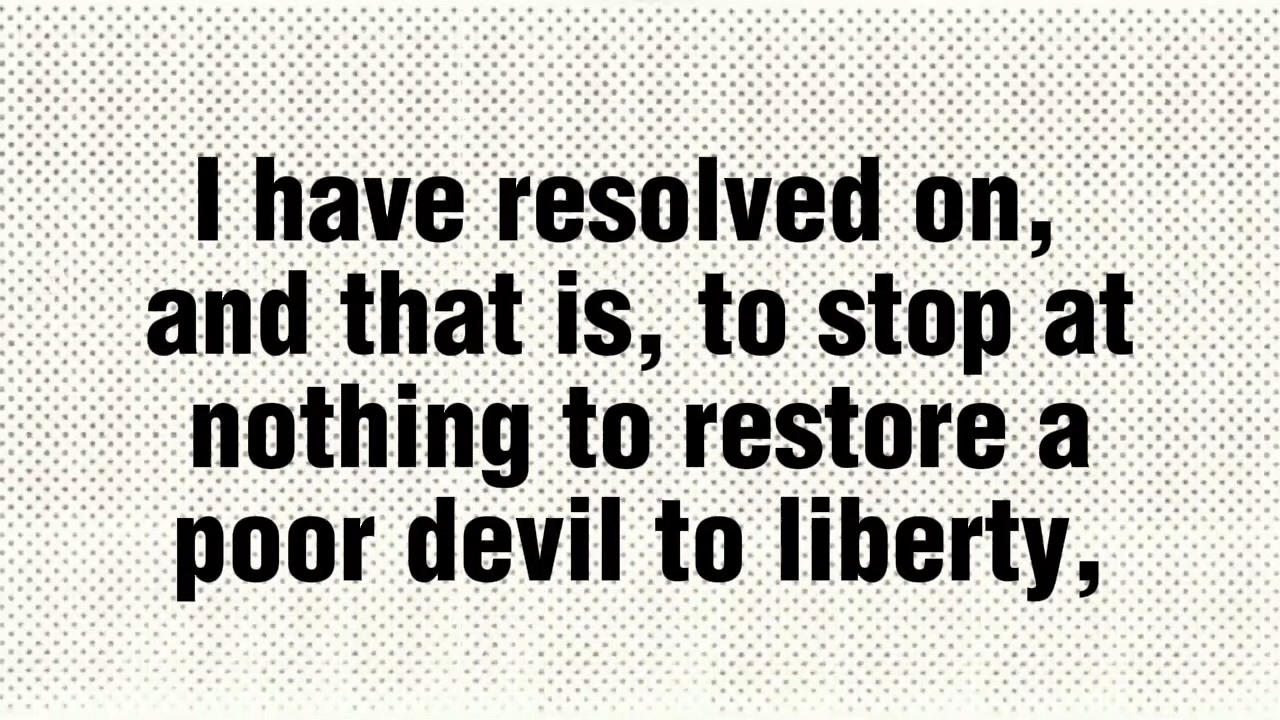 I have resolved on,
and that is, to stop at
nothing to restore a
poor devil to liberty,